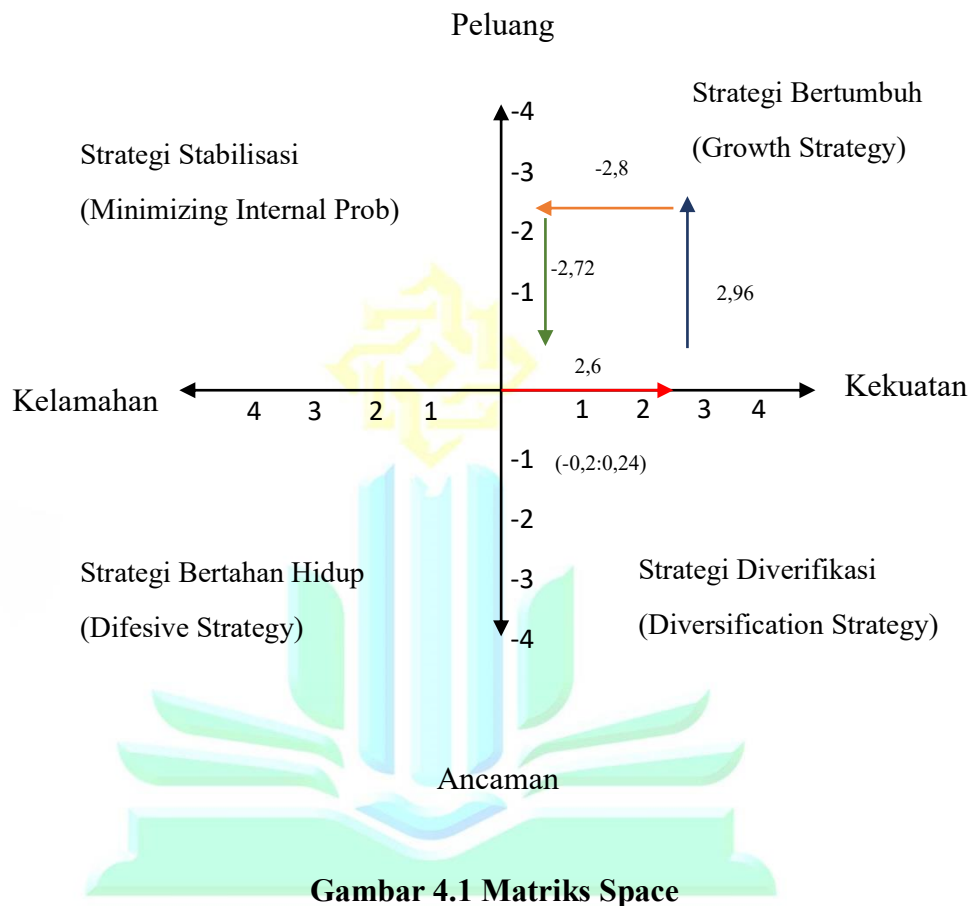 Peluang
Strategi Bertumbuh
(Growth Strategy)
Strategi Stabilisasi
(Minimizing Internal Prob)
-4
-3
-2
-1
-2,8
-2,72
2,96
2,6
Kelamahan
Kekuatan
4 3 2 1
1 2 3 4
(-0,2:0,24)
-1
-2
-3
-4
Strategi Bertahan Hidup
(Difesive Strategy)
Strategi Diverifikasi
(Diversification Strategy)
Ancaman
Gambar 4.1 Matriks Space